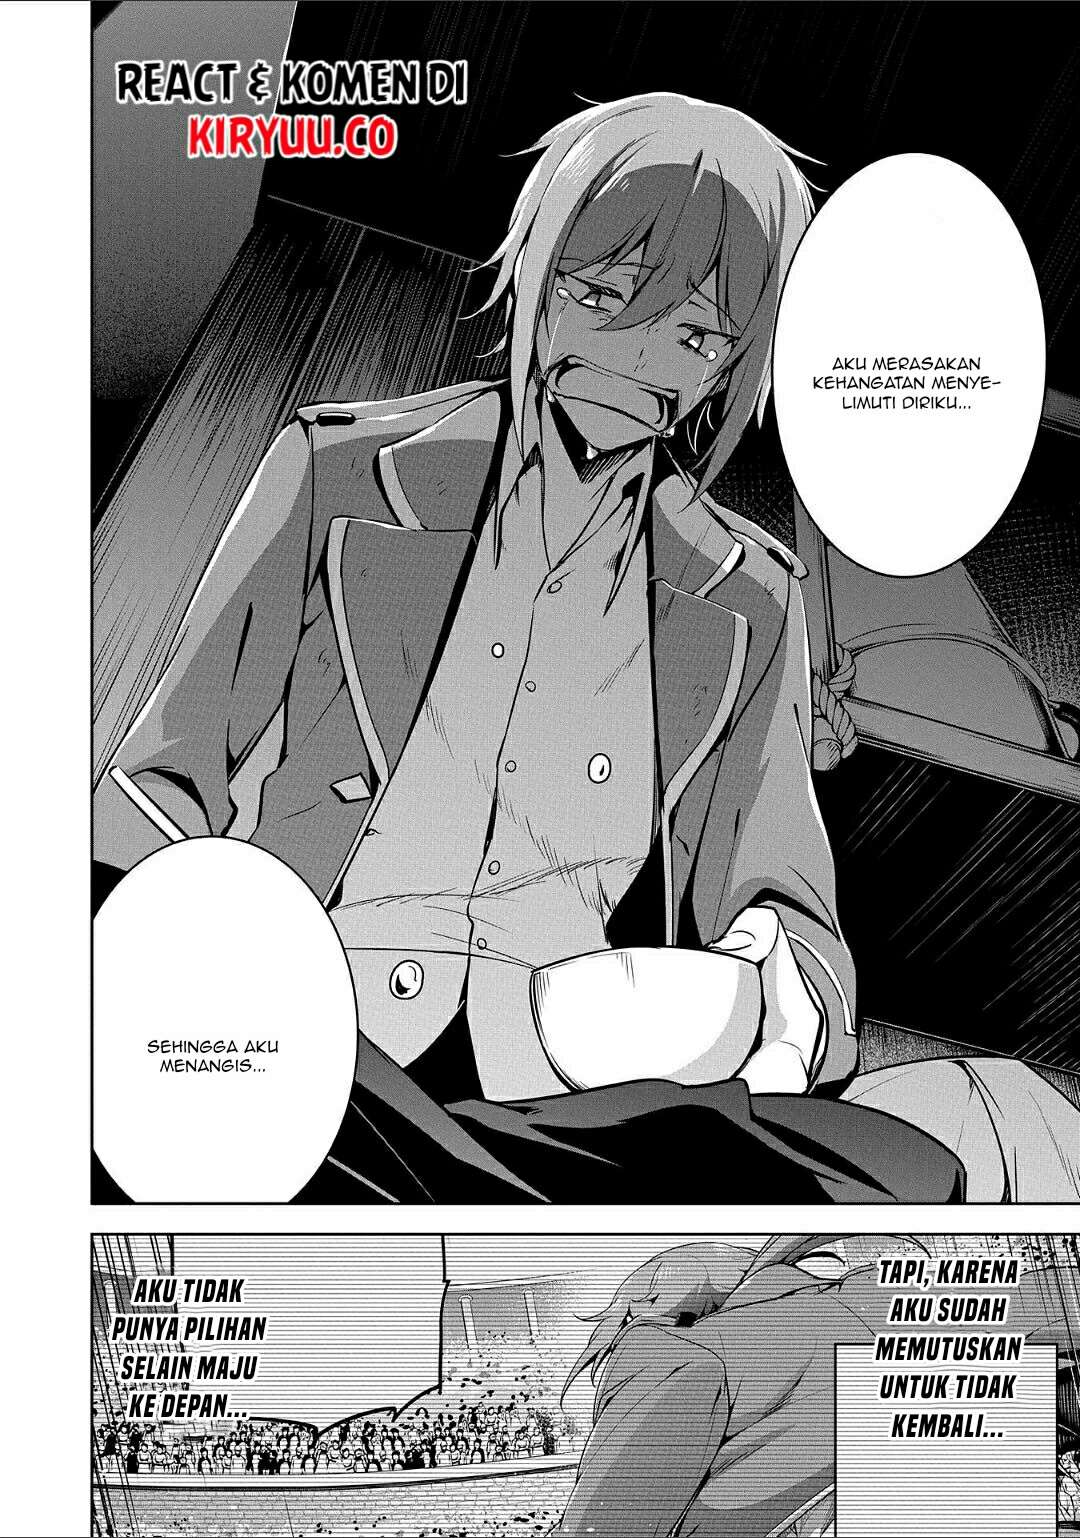 REACT & KOMEN DI
KIRYUU.CO
AKU MERASAKAN
KEHANGATAN MENYE-
LIMUTI DIRIKU...
SEHINGGA AKU
MENANGIS...
TAPI, KARENA
AKU SUDAH
MEMUTUSKAN
UNTUK TIDAK
KEMBALI...
AKU TIDAK
PUNYA PILIHAN
SELAIN MAJU
KE DEPAN...